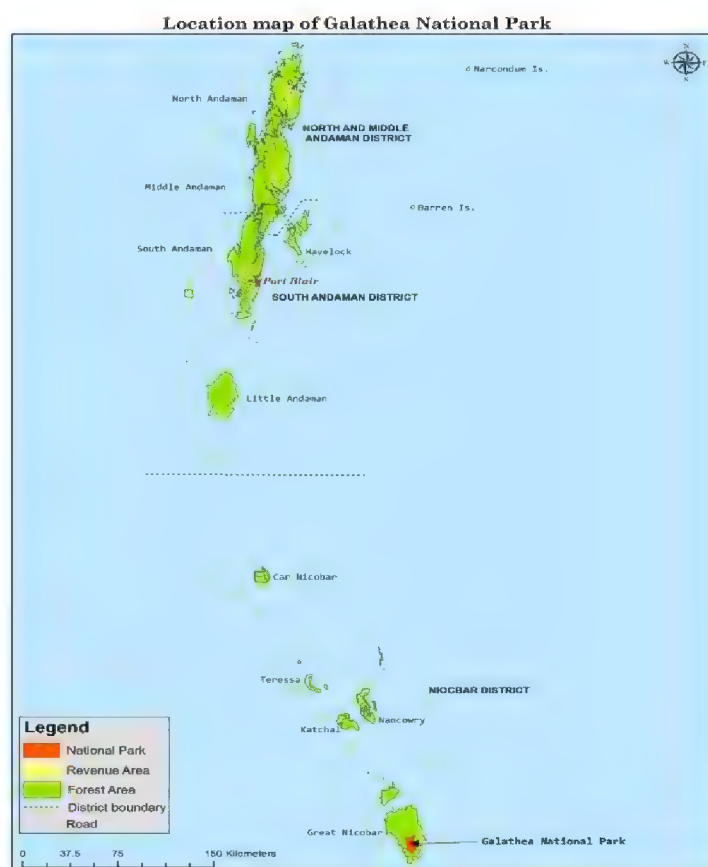 Location map of Galathea National Park
Narcondum Is.
North Andaman
NORTH AND MIDDLE
ANDAMAN DISTRICT
Middle Andaman
Barren Is.
South Andaman
Havelock
Port Blair
SOUTH ANDAMAN DISTRICT
Little Andaman
Car Nicobar
Teressa
NIOCBAR DISTRICT
Nancowry
Katchal
Legend
National Park
Revenue Area
Forest Area
District boundary
Road
Great Nicobar
Galathea National Park
0 37.5 75 150 Kilometers